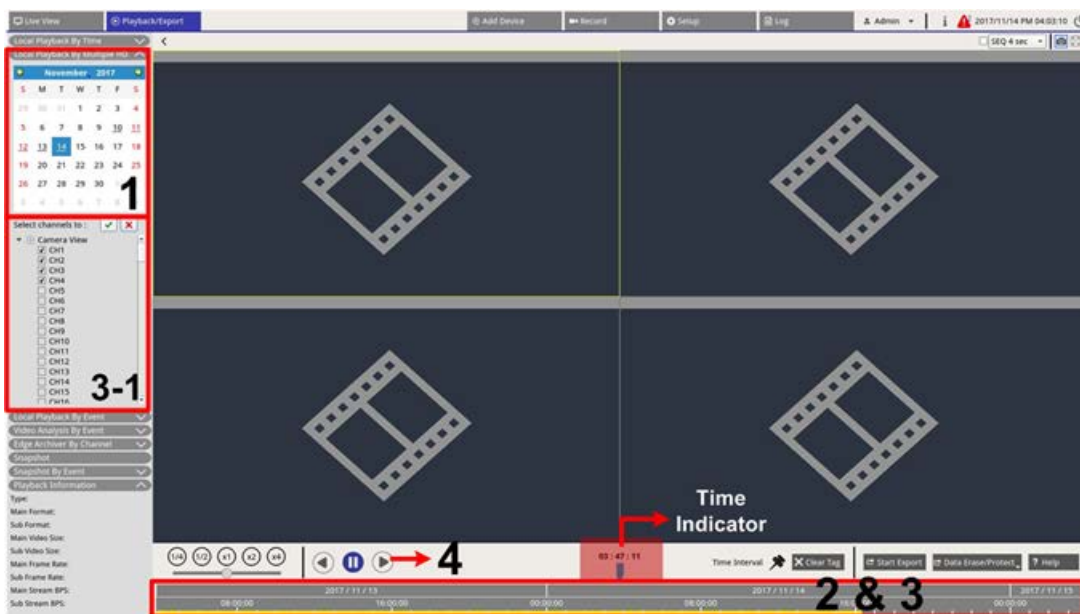 Live View Playback/Export Add Device Record Setup Log Admin i 2017/11/14 PM 04:03:10
Local Playback By Time
SEQ 4 sec
Local Playback By Multiple HD
November, 2017
S M T W T F S
29 30 31 1 2 3 4
5 6 7 8 9 10 11
12 13 14 15 16 17 18
19 20 21 22 23 24 25
26 27 28 29 30
1
Select channels to :
Camera View
CH1
CH2
CH3
CH4
CH5
CH6
CH7
CH8
CH9
CH10
CH11
CH12
CH13
CH14
CH15
CH16
3-1
Local Playback By Event
Video Analysis By Event
Edge Archiver By Channel
Snapshot
Snapshot By Event
Playback Information
Type:
Main Format:
Sub Format:
Main Video Size:
Sub Video Size:
Main Frame Rate:
Sub Frame Rate:
Main Stream BPS:
Sub Stream BPS:
Time
Indicator
1/4 1/2 x1 x2 x4
4
03 : 47 : 11
Time Interval Clear Tag Start Export Data Erase/Protect ? Help
2 & 3
2017 / 11 / 13 2017 / 11 / 14 2017 / 11 / 15
08:00:00 16:00:00 00:00:00 08:00:00 00:00:00